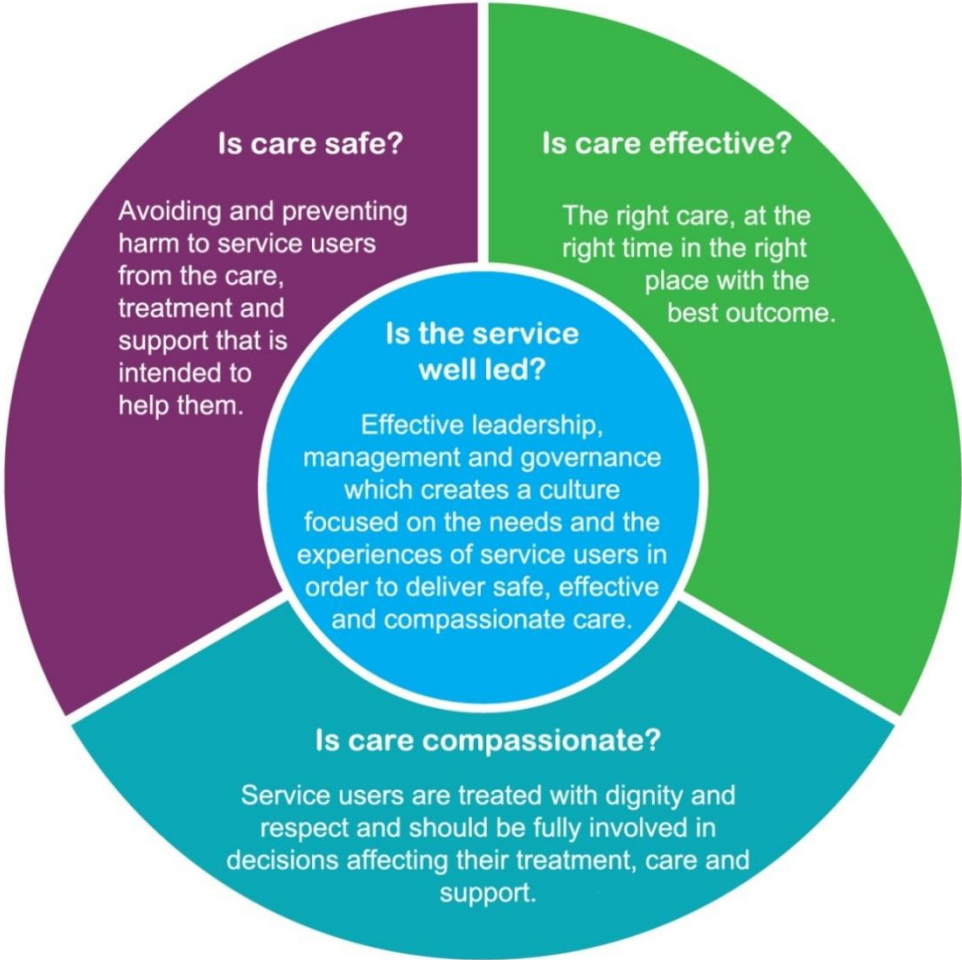 Is care safe?
Avoiding and preventing
harm to service users
from the care,
treatment and
support that is
intended to
help them.
Is care effective?
The right care, at the
right time in the right
place with the
best outcome.
Is the service
well led?
Effective leadership,
management and governance
which creates a culture
focused on the needs and the
experiences of service users in
order to deliver safe, effective
and compassionate care.
Is care compassionate?
Service users are treated with dignity and
respect and should be fully involved in
decisions affecting their treatment, care and
support.